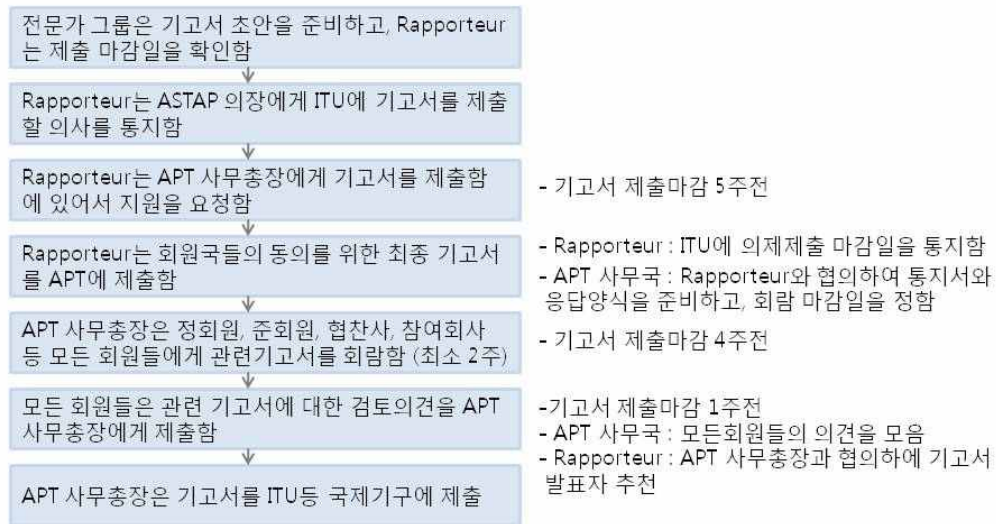 전문가 그룹은 기고서 초안을 준비하고, Rapporteur
는 제출 마감일을 확인함
Rapporteur는 ASTAP 의장에게 ITU에 기고서를 제출
할 의사를 통지함
Rapporteur는 APT 사무총장에게 기고서를 제출함
에 있어서 지원을 요청함
- 기고서 제출마감 5주전
Rapporteur는 회원국들의 동의를 위한 최종 기고서
를 APT에 제출함
- Rapporteur : ITU에 의제제출 마감일을 통지함
- APT 사무국 : Rapporteur와 협의하여 통지서와
응답양식을 준비하고, 회람 마감일을 정함
APT 사무총장은 정회원, 준회원, 협찬사, 참여회사
등 모든 회원들에게 관련기고서를 회람함 (최소 2주)
- 기고서 제출마감 4주전
모든 회원들은 관련 기고서에 대한 검토의견을 APT
사무총장에게 제출함
-기고서 제출마감 1주전
- APT 사무국 : 모든회원들의 의견을 모음
- Rapporteur : APT 사무총장과 협의하에 기고서
발표자 추천
APT 사무총장은 기고서를 ITU등 국제기구에 제출